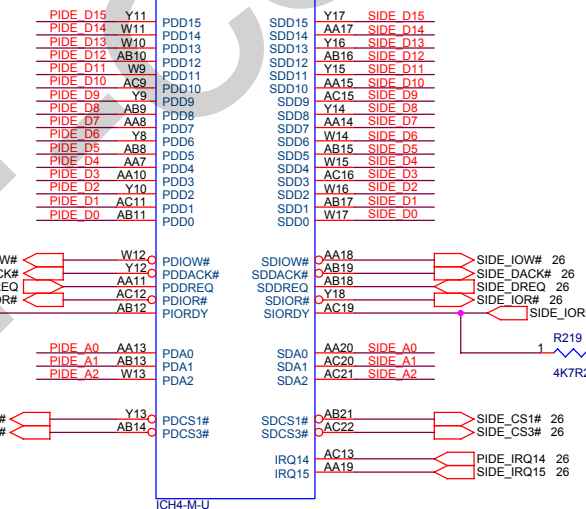 PIDE_D15 Y11 PDD15 SDD15 Y17 SIDE_D15
PIDE_D14 W11 PDD14 SDD14 AA17 SIDE_D14
PIDE_D13 W10 PDD13 SDD13 Y16 SIDE_D13
PIDE_D12 AB10 PDD12 SDD12 AB16 SIDE_D12
PIDE_D11 W9 PDD11 SDD11 Y15 SIDE_D11
PIDE_D10 AC9 PDD10 SDD10 AA15 SIDE_D10
PIDE_D9 Y9 PDD9 SDD9 AC15 SIDE_D9
PIDE_D8 AB9 PDD8 SDD8 Y14 SIDE_D8
PIDE_D7 AA8 PDD7 SDD7 AA14 SIDE_D7
PIDE_D6 Y8 PDD6 SDD6 W14 SIDE_D6
PIDE_D5 AB8 PDD5 SDD5 AB15 SIDE_D5
PIDE_D4 AA7 PDD4 SDD4 W15 SIDE_D4
PIDE_D3 AA10 PDD3 SDD3 AC16 SIDE_D3
PIDE_D2 Y10 PDD2 SDD2 W16 SIDE_D2
PIDE_D1 AC11 PDD1 SDD1 AB17 SIDE_D1
PIDE_D0 AB11 PDD0 SDD0 W17 SIDE_D0
W# W12 PDIOW# SDIOW# AA18 SIDE_IOW# 26
CK# Y12 PDDACK# SDDACK# AB19 SIDE_DACK# 26
EQ AA11 PDDREQ SDDREQ AB18 SIDE_DREQ 26
R# AC12 PDIOR# SDIOR# Y18 SIDE_IOR# 26
AB12 PIORDY SIORDY AC19 SIDE_IOR
R219
1
4K7R2
PIDE_A0 AA13 PDA0 SDA0 AA20 SIDE_A0
PIDE_A1 AB13 PDA1 SDA1 AC20 SIDE_A1
PIDE_A2 W13 PDA2 SDA2 AC21 SIDE_A2
# Y13 PDCS1# SDCS1# AB21 SIDE_CS1# 26
# AB14 PDCS3# SDCS3# AC22 SIDE_CS3# 26
IRQ14 AC13 PIDE_IRQ14 26
IRQ15 AA19 SIDE_IRQ15 26
ICH4-M-U